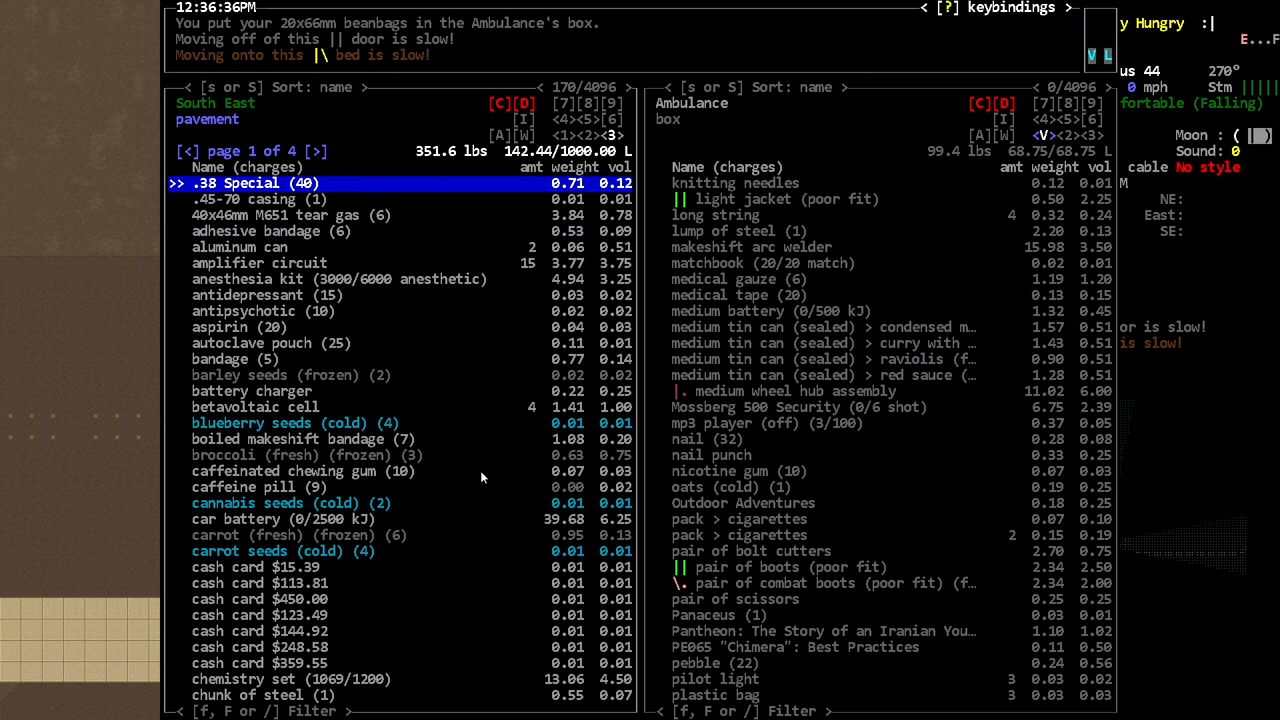 12:36:36PM
< [?] keybindings >
You put your 20x66mm beanbags in the Ambulance's box.
Moving off of this || door is slow!
Moving onto this |\ bed is slow!
V L
y Hungry :|
E...F
us 44 270°
0 mph Stm |||||
fortable (Falling)
Moon : ( |)
Sound: 0
cable No style
M
NE:
East:
SE:
or is slow!
is slow!
< [s or S] Sort: name > < 170/4096 >
South East [C][D] [7][8][9]
pavement [I] <4><5>[6]
[A][W] <1><2><3>
[<] page 1 of 4 [>] 351.6 lbs 142.44/1000.00 L
Name (charges) amt weight vol
>> .38 Special (40) 0.71 0.12
.45-70 casing (1) 0.01 0.01
40x46mm M651 tear gas (6) 3.84 0.78
adhesive bandage (6) 0.53 0.09
aluminum can 2 0.06 0.51
amplifier circuit 15 3.77 3.75
anesthesia kit (3000/6000 anesthetic) 4.94 3.25
antidepressant (15) 0.03 0.02
antipsychotic (10) 0.02 0.02
aspirin (20) 0.04 0.03
autoclave pouch (25) 0.11 0.01
bandage (5) 0.77 0.14
barley seeds (frozen) (2) 0.02 0.02
battery charger 0.22 0.25
betavoltaic cell 4 1.41 1.00
blueberry seeds (cold) (4) 0.01 0.01
boiled makeshift bandage (7) 1.08 0.20
broccoli (fresh) (frozen) (3) 0.63 0.75
caffeinated chewing gum (10) 0.07 0.03
caffeine pill (9) 0.00 0.02
cannabis seeds (cold) (2) 0.01 0.01
car battery (0/2500 kJ) 39.68 6.25
carrot (fresh) (frozen) (6) 0.95 0.13
carrot seeds (cold) (4) 0.01 0.01
cash card $15.39 0.01 0.01
cash card $113.81 0.01 0.01
cash card $450.00 0.01 0.01
cash card $123.49 0.01 0.01
cash card $144.92 0.01 0.01
cash card $248.58 0.01 0.01
cash card $359.55 0.01 0.01
chemistry set (1069/1200) 13.06 4.50
chunk of steel (1) 0.55 0.07
< [f, F or /] Filter >
< [s or S] Sort: name > < 0/4096 >
Ambulance [C][D] [7][8][9]
box [I] <4><5>[6]
[A][W] <V><2><3>
99.4 lbs 68.75/68.75 L
Name (charges) amt weight vol
knitting needles 0.12 0.01
|| light jacket (poor fit) 0.50 2.25
long string 4 0.32 0.24
lump of steel (1) 2.20 0.13
makeshift arc welder 15.98 3.50
matchbook (20/20 match) 0.02 0.01
medical gauze (6) 1.19 1.20
medical tape (20) 0.13 0.15
medium battery (0/500 kJ) 1.32 0.45
medium tin can (sealed) > condensed m… 1.57 0.51
medium tin can (sealed) > curry with … 1.43 0.51
medium tin can (sealed) > raviolis (f… 0.90 0.51
medium tin can (sealed) > red sauce (… 1.28 0.51
|. medium wheel hub assembly 11.02 6.00
Mossberg 500 Security (0/6 shot) 6.75 2.39
mp3 player (off) (3/100) 0.37 0.05
nail (32) 0.28 0.08
nail punch 0.33 0.25
nicotine gum (10) 0.07 0.03
oats (cold) (1) 0.19 0.25
Outdoor Adventures 0.18 0.25
pack > cigarettes 0.07 0.10
pack > cigarettes 2 0.15 0.19
pair of bolt cutters 2.70 0.75
|| pair of boots (poor fit) 2.34 2.50
\. pair of combat boots (poor fit) (f… 2.34 2.00
pair of scissors 0.25 0.25
Panaceus (1) 0.03 0.01
Pantheon: The Story of an Iranian You… 1.10 1.02
PE065 "Chimera": Best Practices 0.11 0.50
pebble (22) 0.24 0.56
pilot light 3 0.03 0.02
plastic bag 3 0.03 0.03
< [f, F or /] Filter >